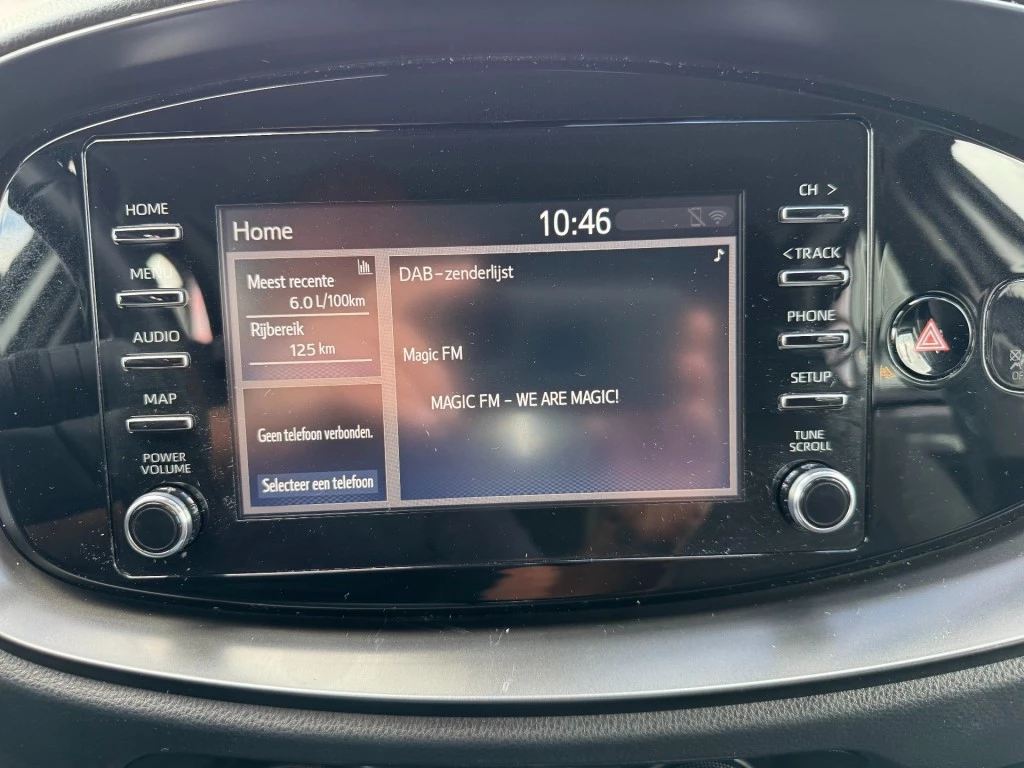 HOME
MENU
AUDIO
MAP
POWER
VOLUME
Home
10:46
Meest recente
6.0 L/100km
Rijbereik
125 km
Geen telefoon verbonden.
Selecteer een telefoon
DAB-zenderlijst
Magic FM
MAGIC FM - WE ARE MAGIC!
CH >
<TRACK
PHONE
SETUP
TUNE
SCROLL